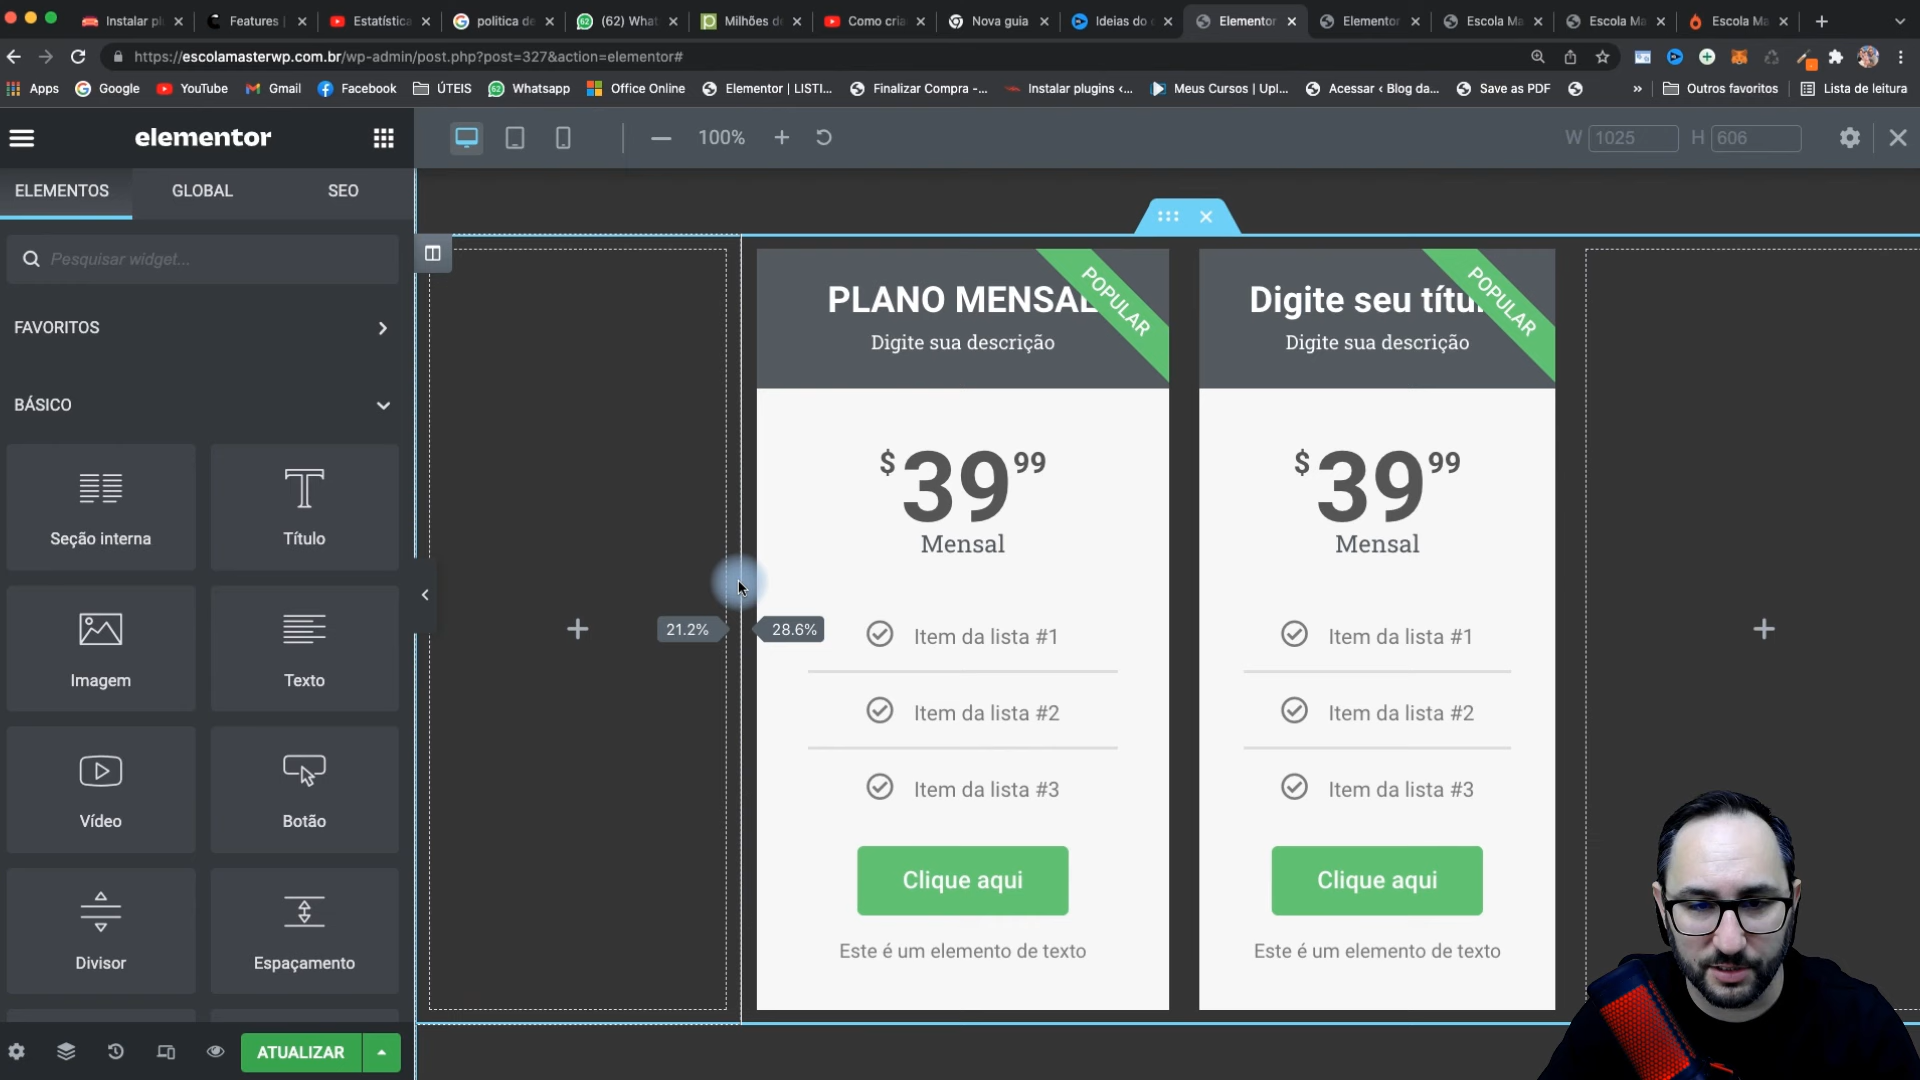 Instalar pl
Features |
Estatística
politica de
(62) What
Milhões d
Como cria
Nova guia
Ideias do c
Elementor
Elementor
Escola Ma
Escola Ma
Escola Ma
https://escolamasterwp.com.br/wp-admin/post.php?post=327&action=elementor#
Apps
Google
YouTube
Gmail
Facebook
ÚTEIS
Whatsapp
Office Online
Elementor | LISTI...
Finalizar Compra -...
Instalar plugins ‹...
Meus Cursos | Upl...
Acessar ‹ Blog da...
Save as PDF
»
Outros favoritos
Lista de leitura
elementor
100%
W 1025
H 606
ELEMENTOS
GLOBAL
SEO
Pesquisar widget...
FAVORITOS
BÁSICO
Seção interna
Título
Imagem
Texto
Vídeo
Botão
Divisor
Espaçamento
ATUALIZAR
21.2%
28.6%
PLANO MENSAL
POPULAR
Digite sua descrição
$ 39 99
Mensal
Item da lista #1
Item da lista #2
Item da lista #3
Clique aqui
Este é um elemento de texto
Digite seu títu
POPULAR
Digite sua descrição
$ 39 99
Mensal
Item da lista #1
Item da lista #2
Item da lista #3
Clique aqui
Este é um elemento de texto